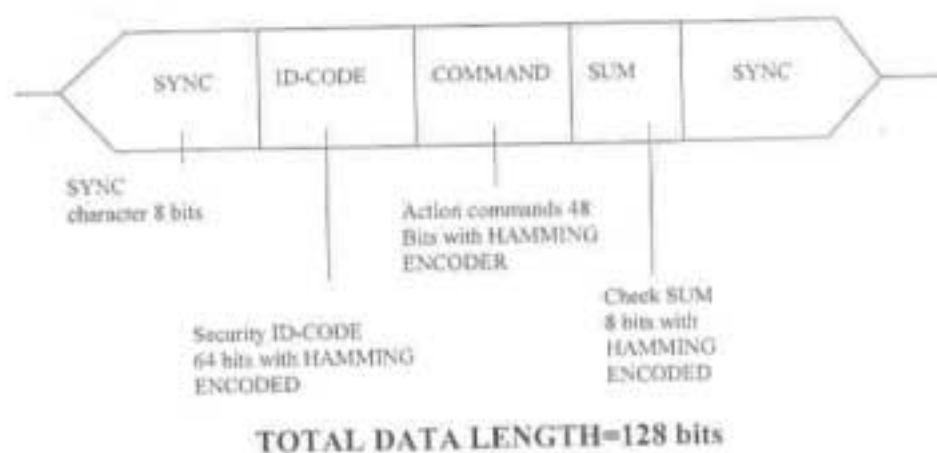 SYNC
ID-CODE
COMMAND
SUM
SYNC
SYNC
character 8 bits
Action commands 48
Bits with HAMMING
ENCODER
Security ID-CODE
64 bits with HAMMING
ENCODED
Check SUM
8 bits with
HAMMING
ENCODED
TOTAL DATA LENGTH=128 bits